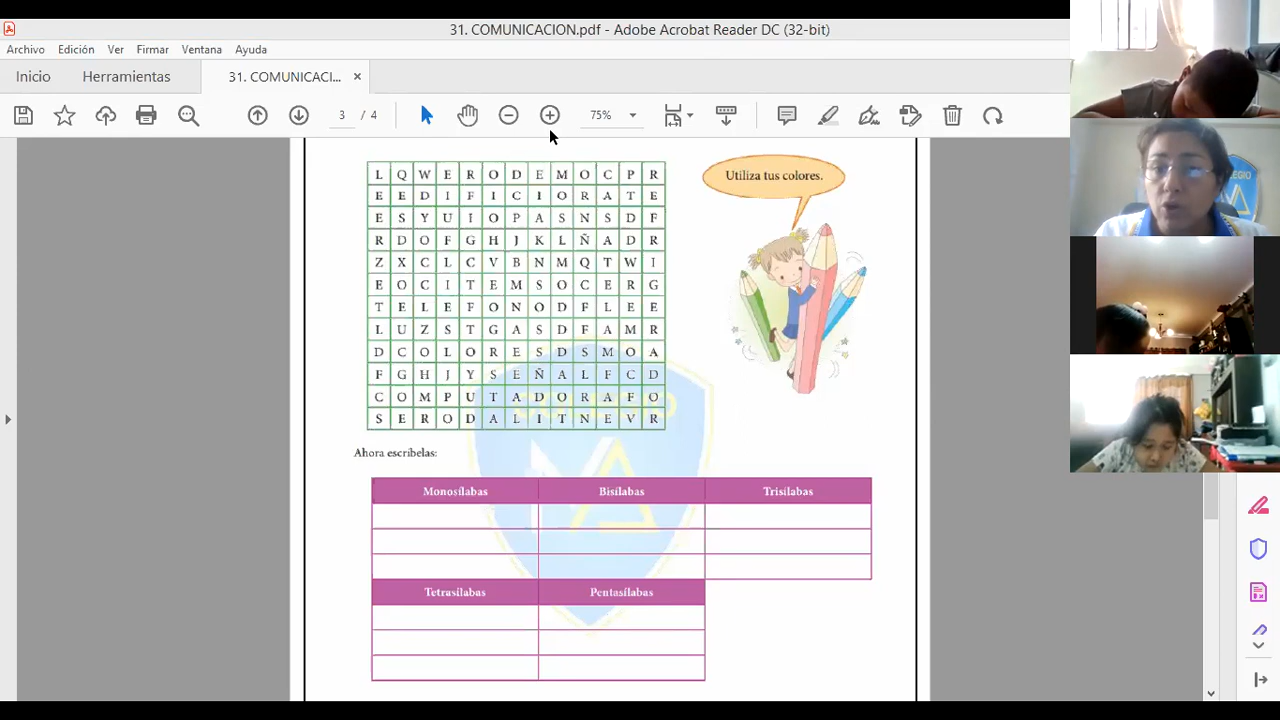 31. COMUNICACION.pdf - Adobe Acrobat Reader DC (32-bit)
Archivo Edición Ver Firmar Ventana Ayuda
Inicio Herramientas 31. COMUNICACI... ×
3 / 4 75%
L Q W E R O D E M O C P R
E E D I F I C I O R A T E
E S Y U I O P A S N S D F
R D O F G H J K L Ñ A D R
Z X C L C V B N M Q T W I
E O C I T E M S O C E R G
T E L E F O N O D F L E E
L U Z S T G A S D F A M R
D C O L O R E S D S M O A
F G H J Y S E Ñ A L F C D
C O M P U T A D O R A F O
S E R O D A L I T N E V R
Utiliza tus colores.
COLEGIO
Ahora escríbelas:
Monosílabas Bisílabas Trisílabas
Tetrasílabas Pentasílabas